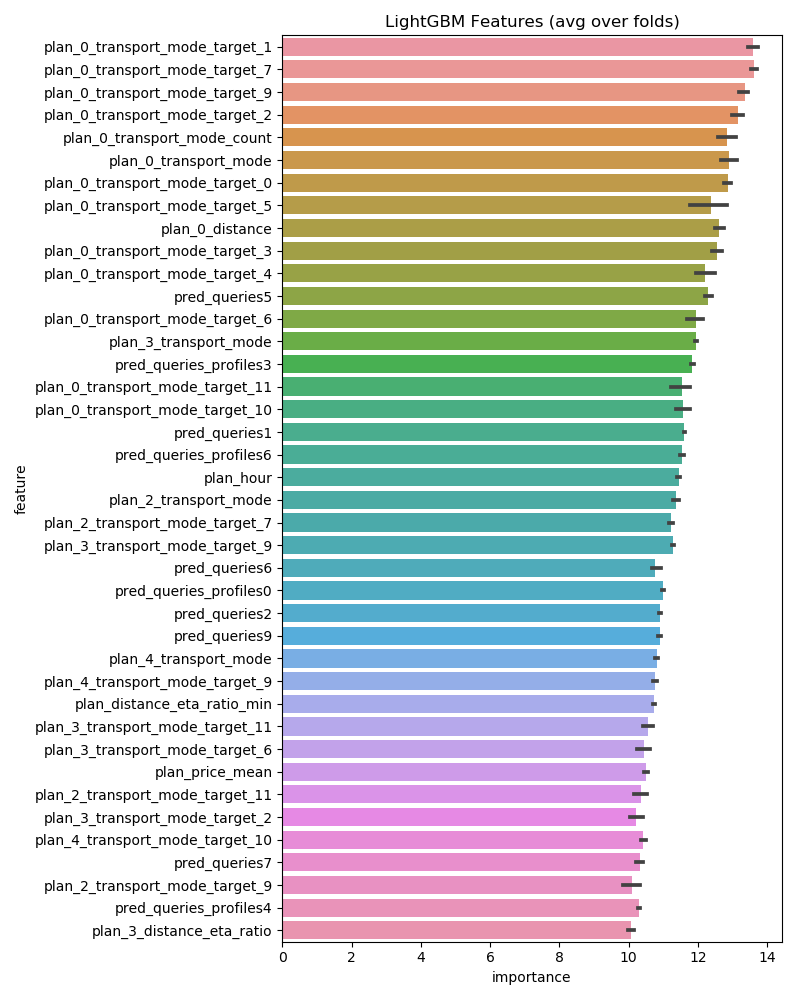 LightGBM Features (avg over folds)
plan_0_transport_mode_target_1
plan_0_transport_mode_target_7
plan_0_transport_mode_target_9
plan_0_transport_mode_target_2
plan_0_transport_mode_count
plan_0_transport_mode
plan_0_transport_mode_target_0
plan_0_transport_mode_target_5
plan_0_distance
plan_0_transport_mode_target_3
plan_0_transport_mode_target_4
pred_queries5
plan_0_transport_mode_target_6
plan_3_transport_mode
pred_queries_profiles3
plan_0_transport_mode_target_11
plan_0_transport_mode_target_10
pred_queries1
pred_queries_profiles6
plan_hour
plan_2_transport_mode
plan_2_transport_mode_target_7
plan_3_transport_mode_target_9
pred_queries6
pred_queries_profiles0
pred_queries2
pred_queries9
plan_4_transport_mode
plan_4_transport_mode_target_9
plan_distance_eta_ratio_min
plan_3_transport_mode_target_11
plan_3_transport_mode_target_6
plan_price_mean
plan_2_transport_mode_target_11
plan_3_transport_mode_target_2
plan_4_transport_mode_target_10
pred_queries7
plan_2_transport_mode_target_9
pred_queries_profiles4
plan_3_distance_eta_ratio
feature
0 2 4 6 8 10 12 14
importance